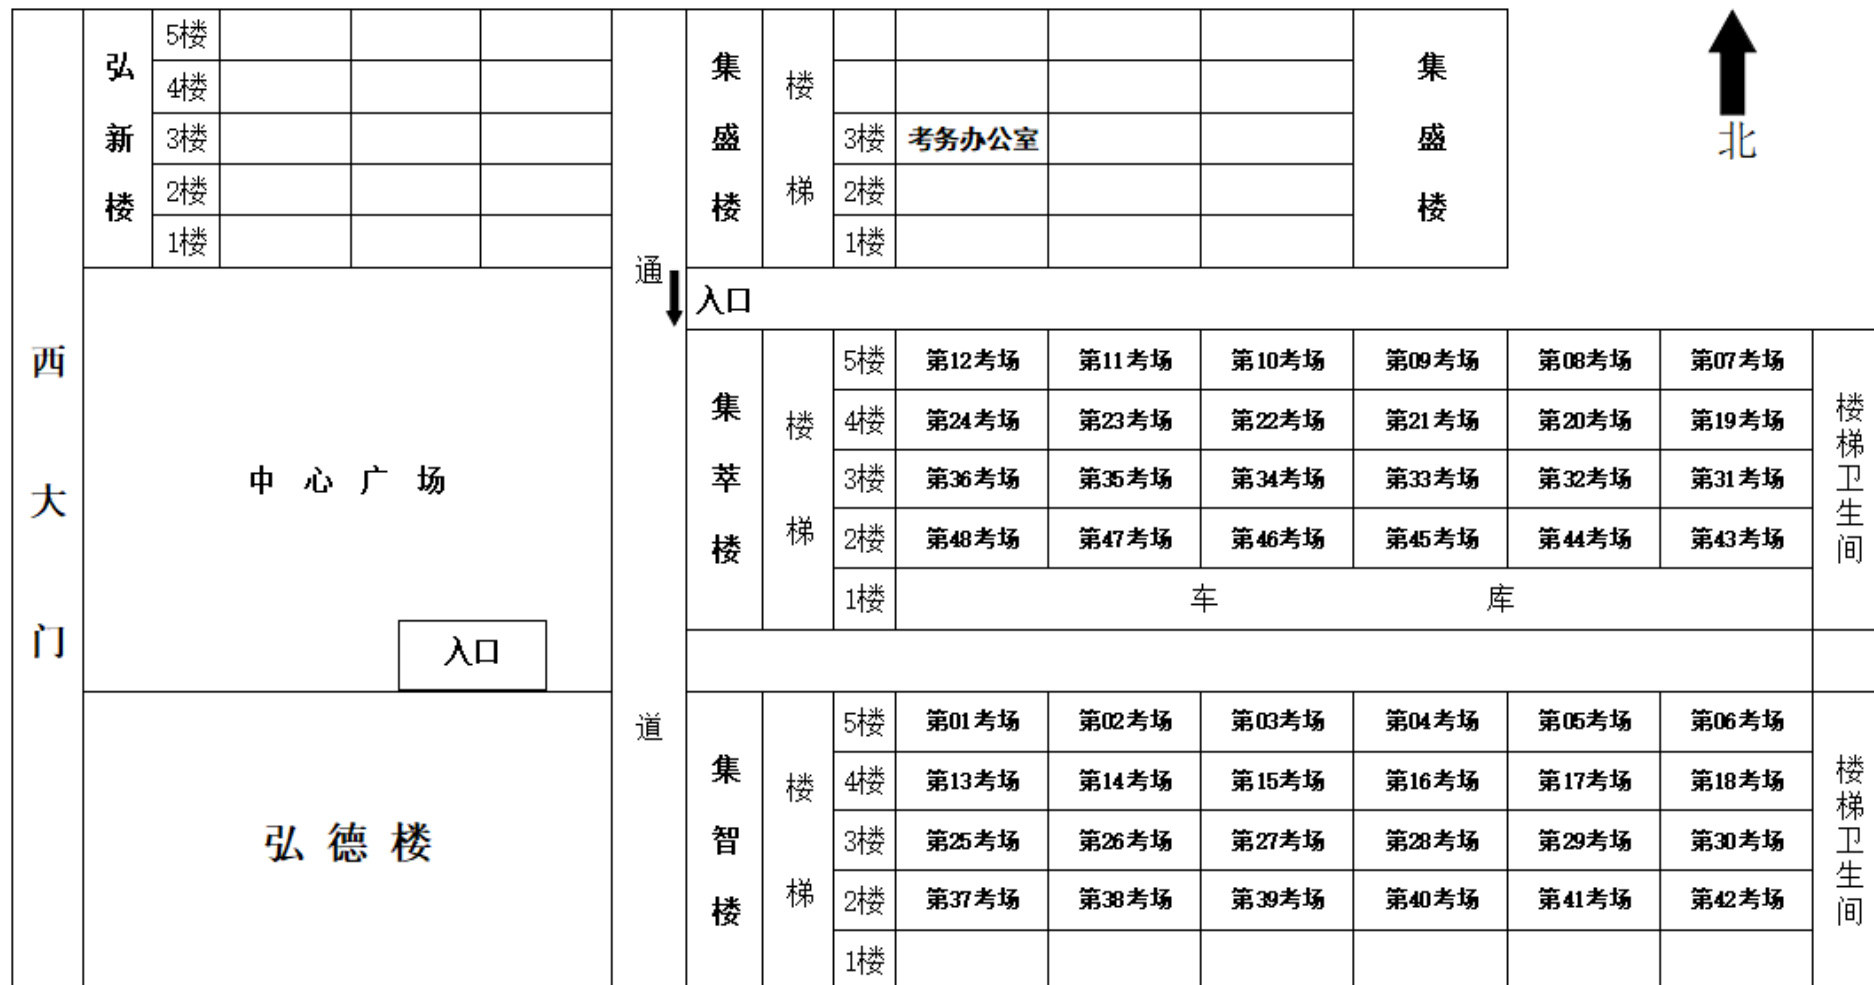 西大门
弘新楼
5楼
4楼
3楼
2楼
1楼
中心广场
入口
弘德楼
通道
集盛楼
楼梯
3楼 考务办公室
2楼
1楼
集盛楼
北
入口
集萃楼
楼梯
5楼 第12考场 第11考场 第10考场 第09考场 第08考场 第07考场
4楼 第24考场 第23考场 第22考场 第21考场 第20考场 第19考场
3楼 第36考场 第35考场 第34考场 第33考场 第32考场 第31考场
2楼 第48考场 第47考场 第46考场 第45考场 第44考场 第43考场
1楼 车库
楼梯卫生间
集智楼
楼梯
5楼 第01考场 第02考场 第03考场 第04考场 第05考场 第06考场
4楼 第13考场 第14考场 第15考场 第16考场 第17考场 第18考场
3楼 第25考场 第26考场 第27考场 第28考场 第29考场 第30考场
2楼 第37考场 第38考场 第39考场 第40考场 第41考场 第42考场
1楼
楼梯卫生间